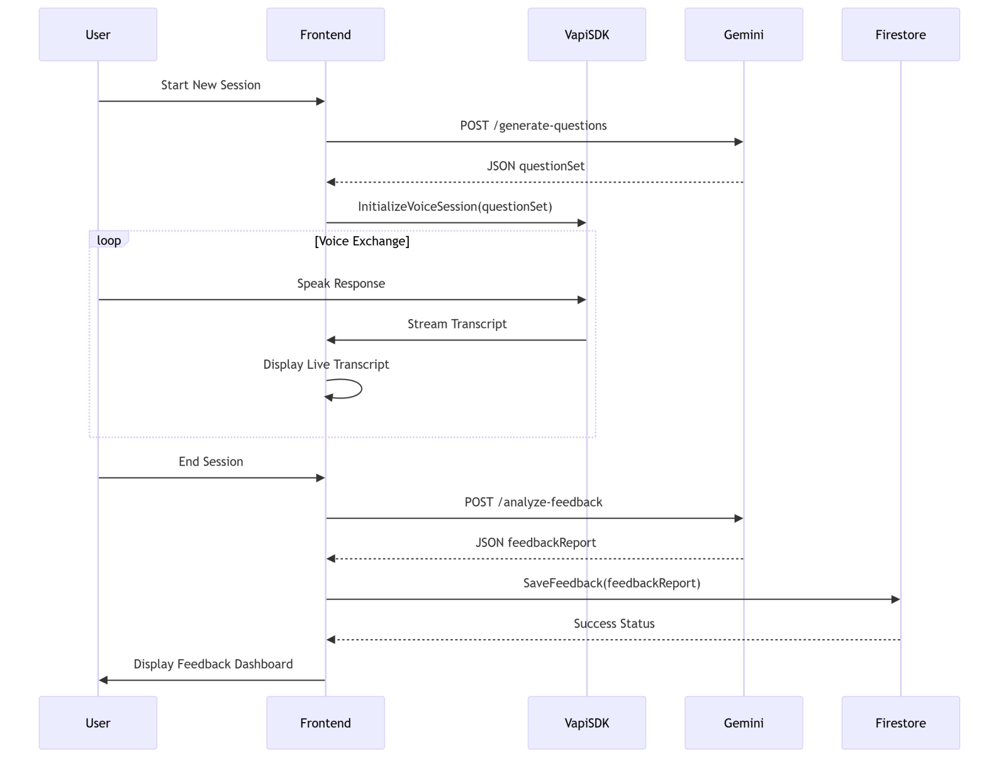 User
Frontend
VapiSDK
Gemini
Firestore
Start New Session
POST /generate-questions
JSON questionSet
InitializeVoiceSession(questionSet)
loop
[Voice Exchange]
Speak Response
Stream Transcript
Display Live Transcript
End Session
POST /analyze-feedback
JSON feedbackReport
SaveFeedback(feedbackReport)
Success Status
Display Feedback Dashboard
User
Frontend
VapiSDK
Gemini
Firestore